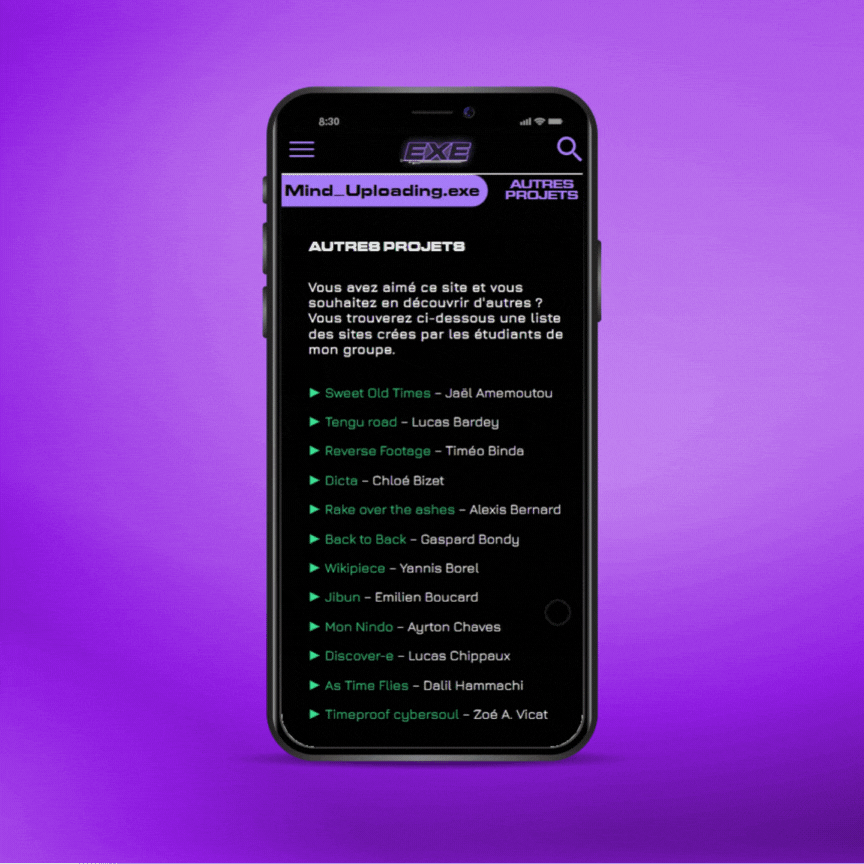 8:30
EXE
Mind_Uploading.exe
AUTRES
PROJETS
AUTRES PROJETS
Vous avez aimé ce site et vous
souhaitez en découvrir d'autres ?
Vous trouverez ci-dessous une liste
des sites crées par les étudiants de
mon groupe.
► Sweet Old Times – Jaël Amemoutou
► Tengu road – Lucas Bardey
► Reverse Footage – Timéo Binda
► Dicta – Chloé Bizet
► Rake over the ashes – Alexis Bernard
► Back to Back – Gaspard Bondy
► Wikipiece – Yannis Borel
► Jibun – Emilien Boucard
► Mon Nindo – Ayrton Chaves
► Discover-e – Lucas Chippaux
► As Time Flies – Dalil Hammachi
► Timeproof cybersoul – Zoé A. Vicat